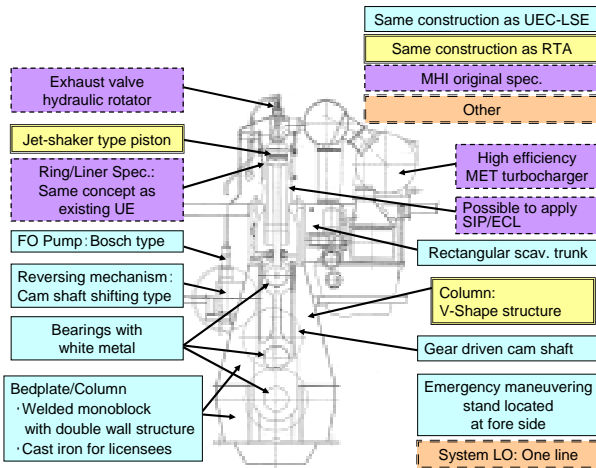 Same construction as UEC-LSE
Same construction as RTA
MHI original spec.
Other
Exhaust valve
hydraulic rotator
Jet-shaker type piston
Ring/Liner Spec.:
Same concept as
existing UE
FO Pump：Bosch type
Reversing mechanism：
Cam shaft shifting type
Bearings with
white metal
Bedplate/Column
・Welded monoblock
with double wall structure
・Cast iron for licensees
High efficiency
MET turbocharger
Possible to apply
SIP/ECL
Rectangular scav. trunk
Column:
V-Shape structure
Gear driven cam shaft
Emergency maneuvering
stand located
at fore side
System LO: One line